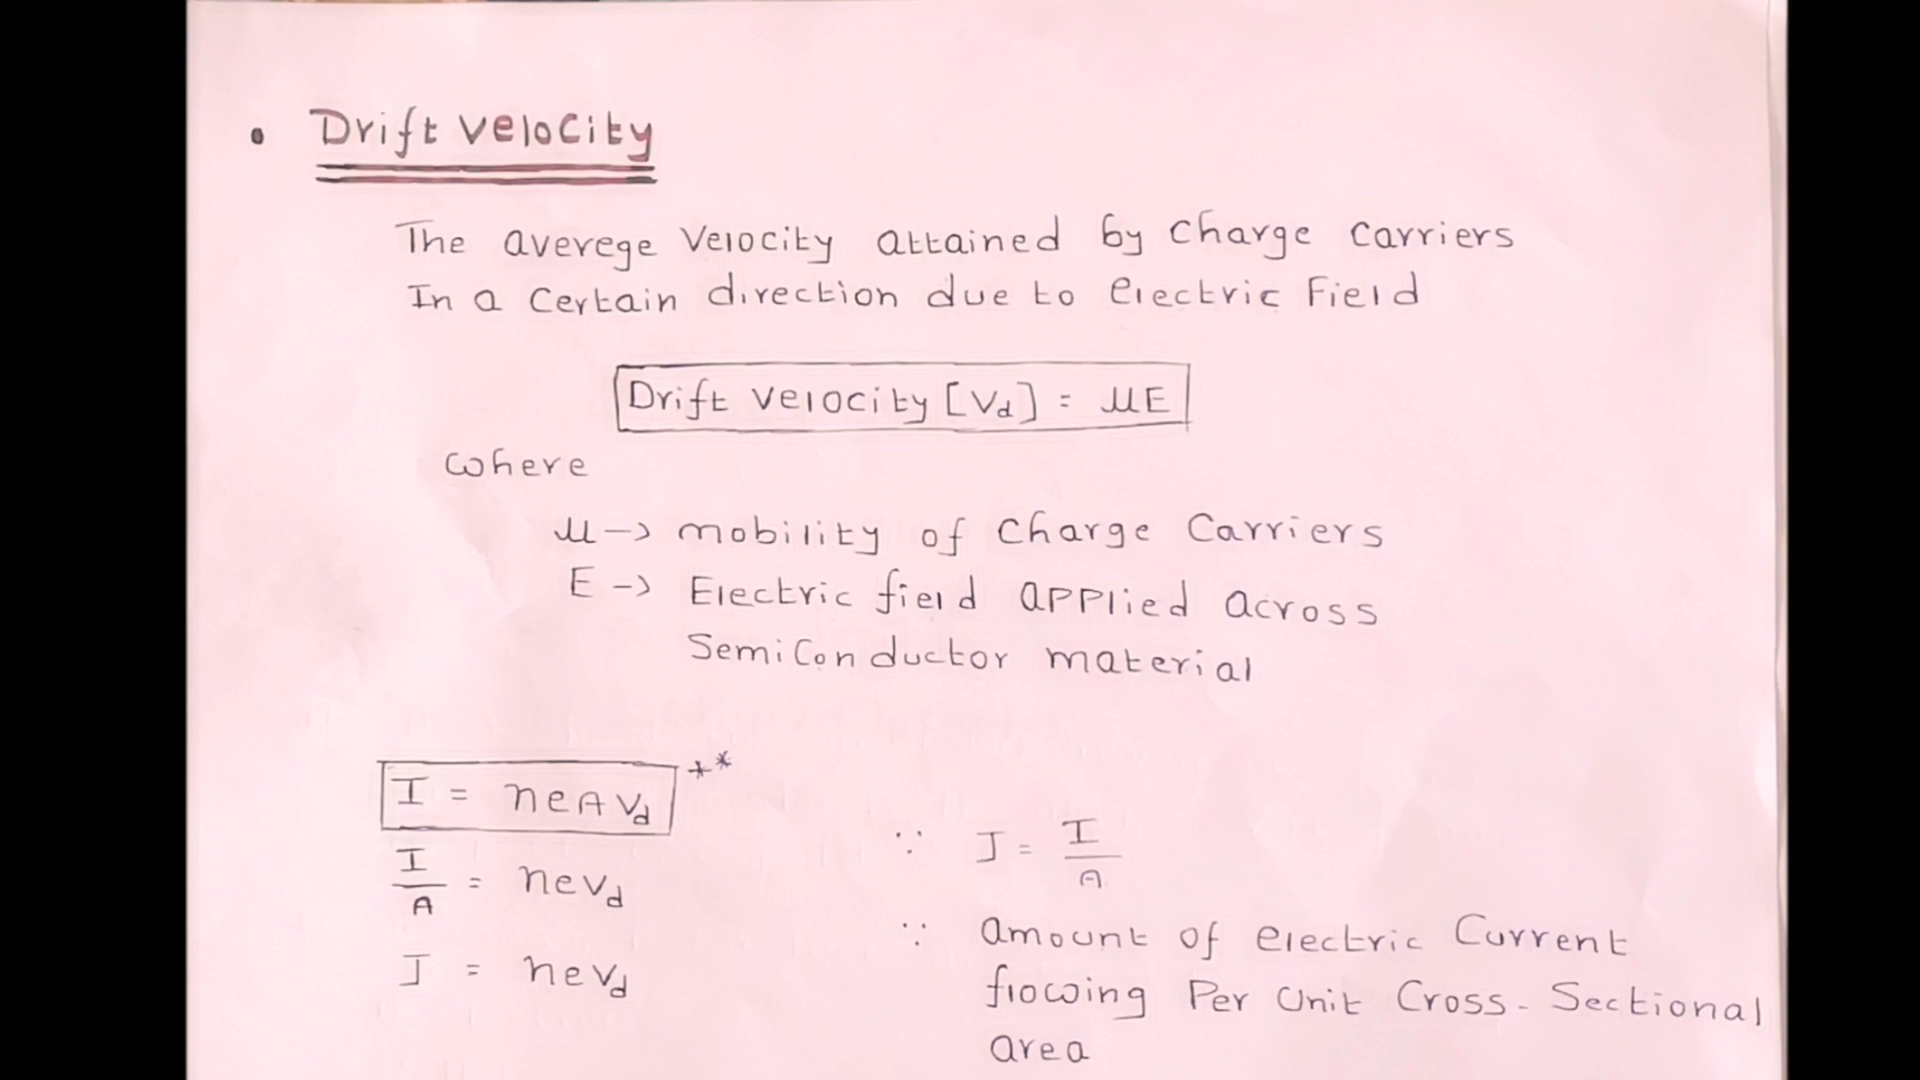 • Drift Velocity
The averege Velocity attained by Charge Carriers
In a Certain direction due to Electric Field
Drift Velocity [Vd] = μE
where
μ -> mobility of Charge Carriers
E -> Electric field applied across
Semiconductor material
I = neAVd **
I/A = neVd
J = neVd
∵ J = I/A
∵ amount of electric Current
flowing Per Unit Cross-Sectional
area